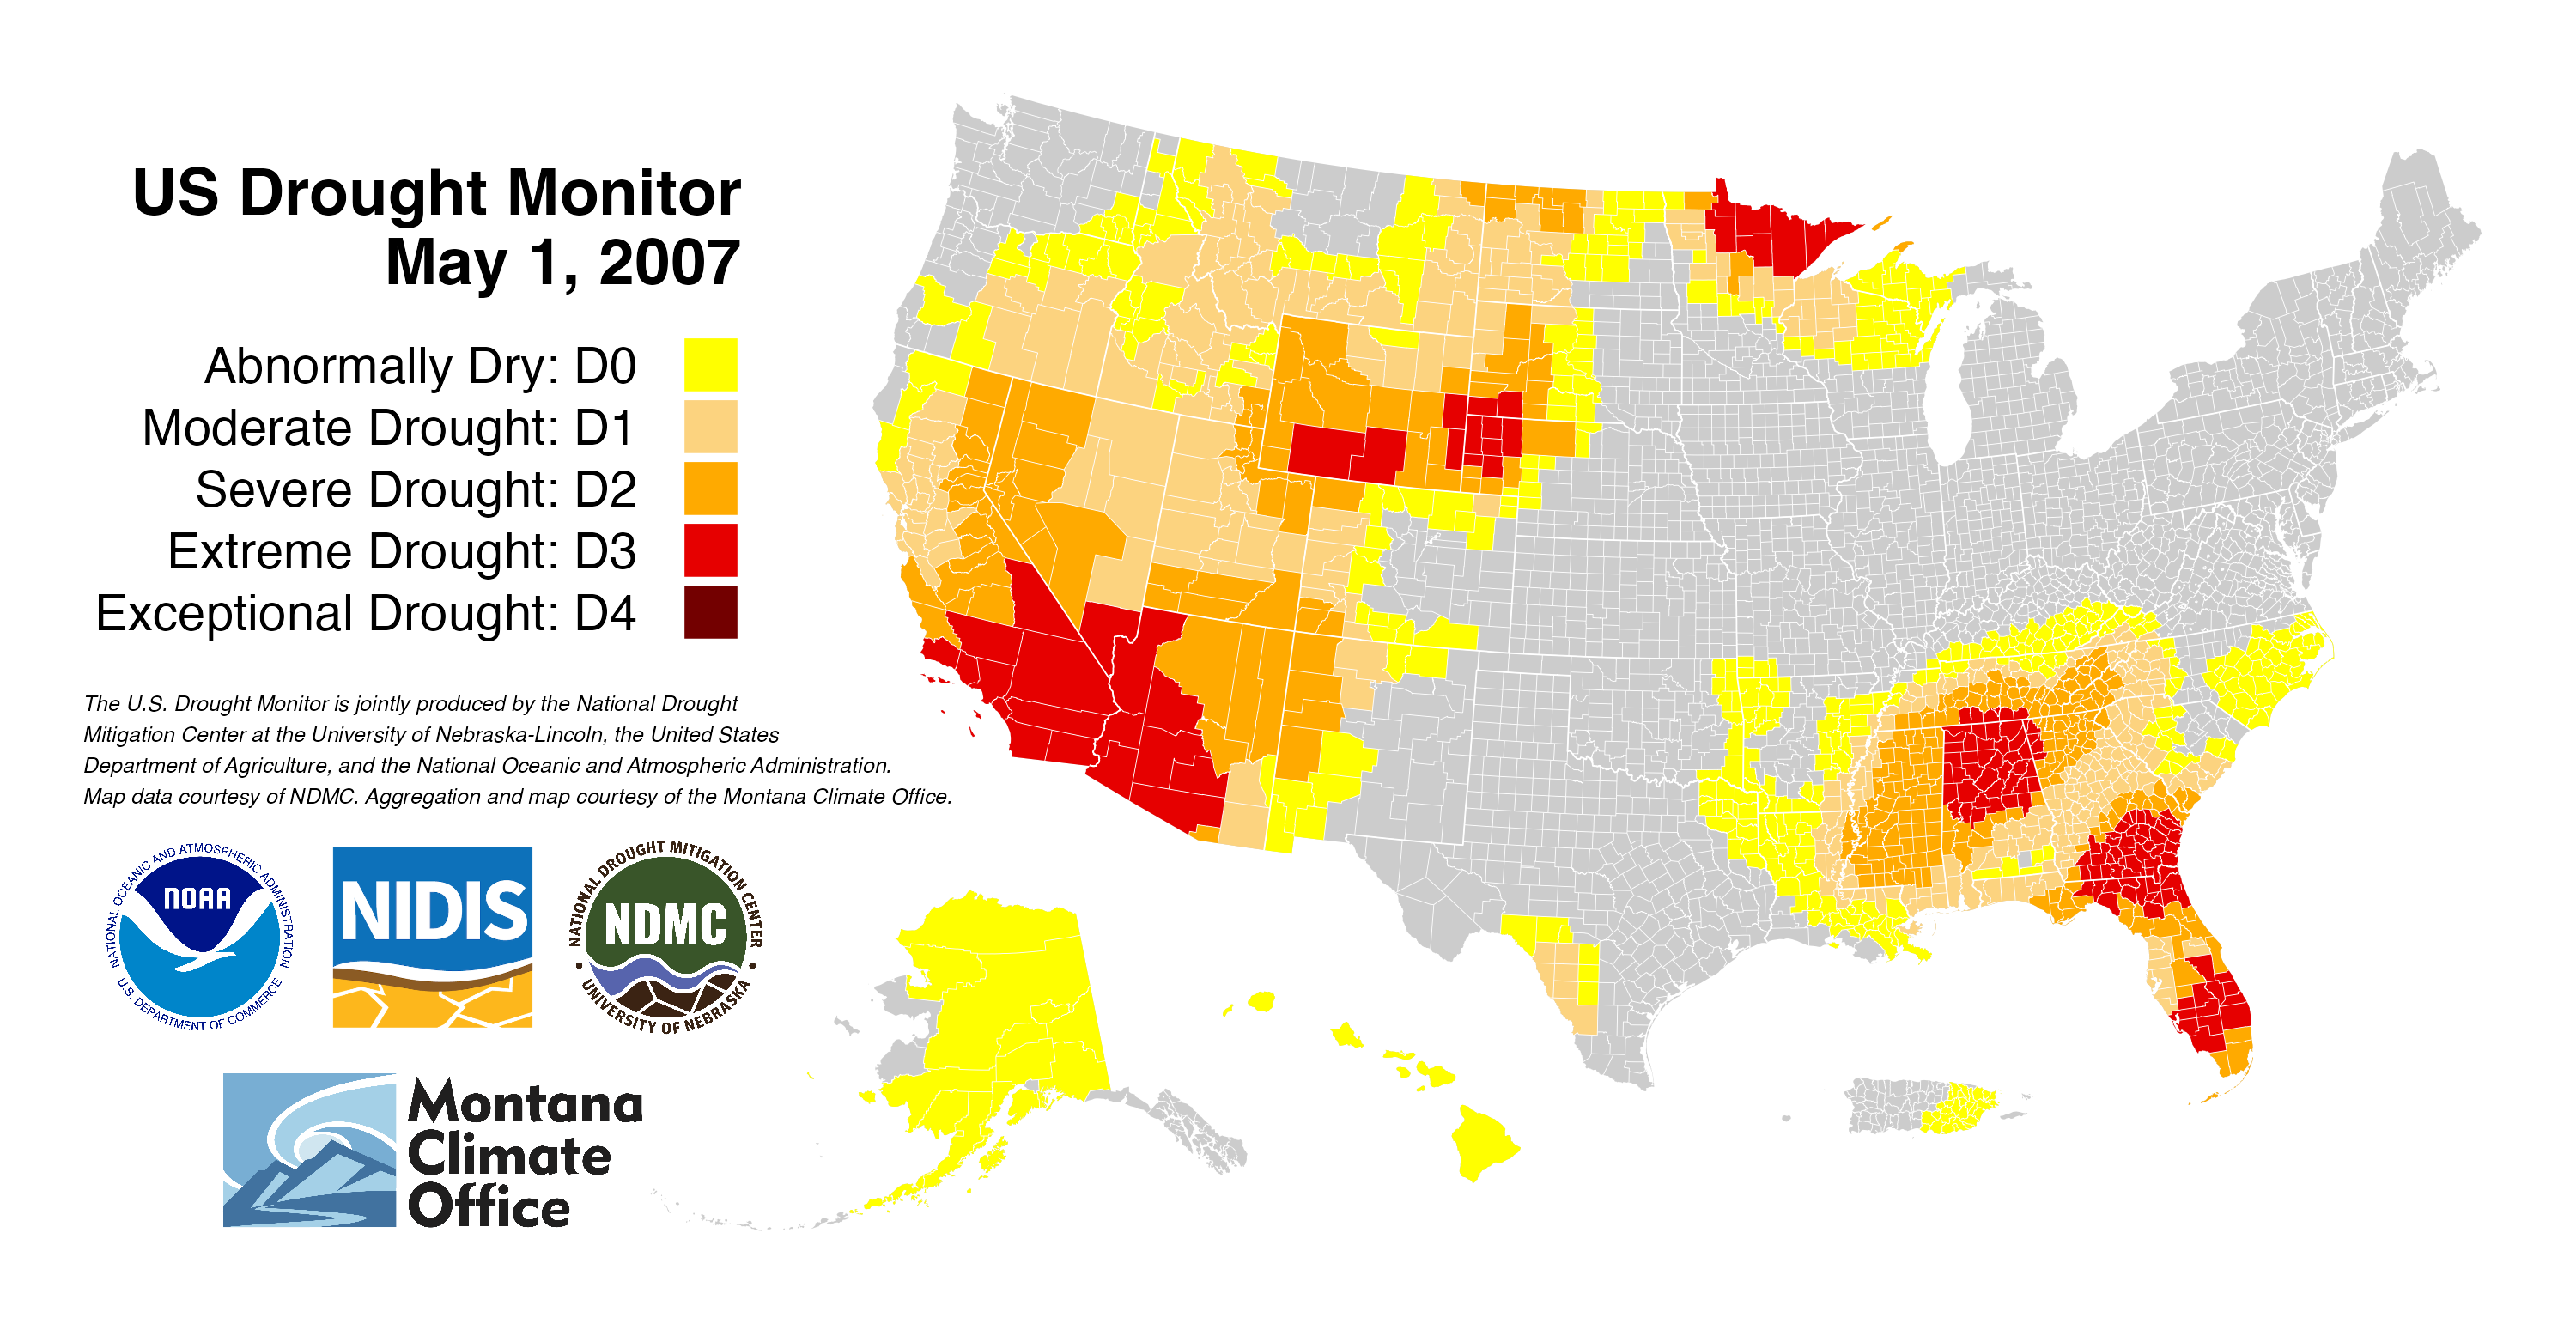 US Drought Monitor
May 1, 2007
Abnormally Dry: D0
Moderate Drought: D1
Severe Drought: D2
Extreme Drought: D3
Exceptional Drought: D4
The U.S. Drought Monitor is jointly produced by the National Drought
Mitigation Center at the University of Nebraska-Lincoln, the United States
Department of Agriculture, and the National Oceanic and Atmospheric Administration.
Map data courtesy of NDMC. Aggregation and map courtesy of the Montana Climate Office.
NATIONAL OCEANIC AND ATMOSPHERIC ADMINISTRATION
NOAA
U.S. DEPARTMENT OF COMMERCE
NIDIS
NATIONAL DROUGHT MITIGATION CENTER
NDMC
UNIVERSITY OF NEBRASKA
Montana
Climate
Office